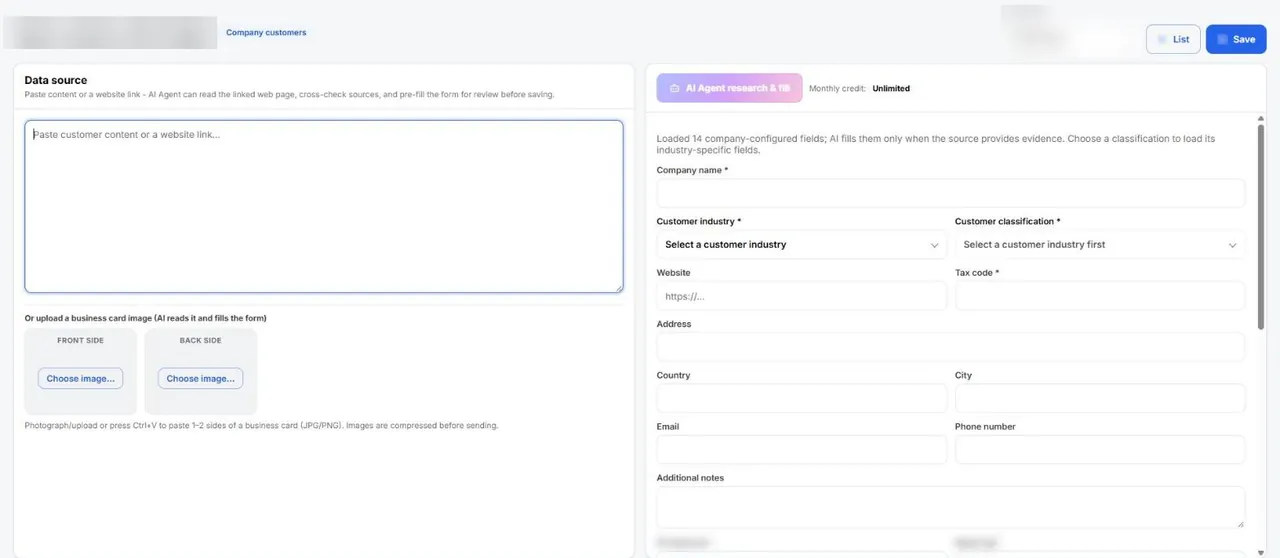 Company customers
List
Save
Data source
Paste content or a website link - AI Agent can read the linked web page, cross-check sources, and pre-fill the form for review before saving.
Paste customer content or a website link...
Or upload a business card image (AI reads it and fills the form)
FRONT SIDE
BACK SIDE
Choose image...
Choose image...
Photograph/upload or press Ctrl+V to paste 1–2 sides of a business card (JPG/PNG). Images are compressed before sending.
AI Agent research & fill
Monthly credit: Unlimited
Loaded 14 company-configured fields; AI fills them only when the source provides evidence. Choose a classification to load its
industry-specific fields.
Company name *
Customer industry *
Customer classification *
Select a customer industry
Select a customer industry first
Website
Tax code *
https://...
Address
Country
City
Email
Phone number
Additional notes